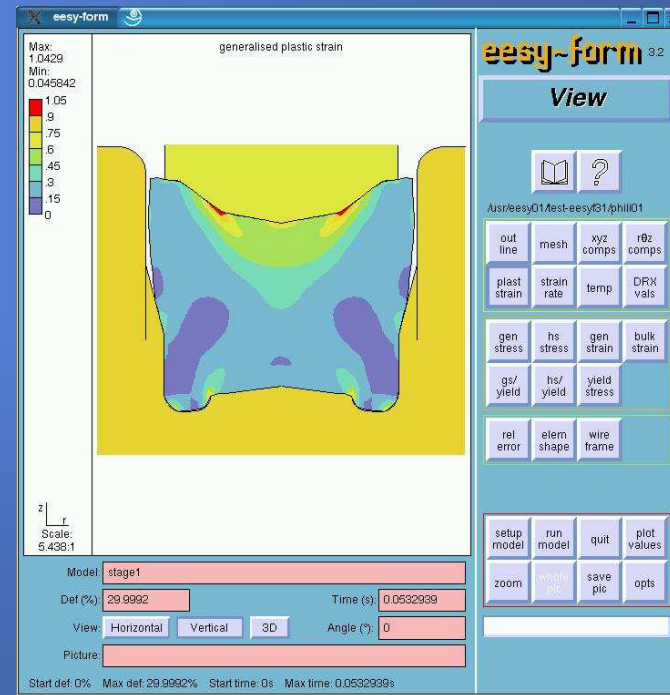 eesy-form
Max:
1.0429
Min:
0.045842
1.05
.9
.75
.6
.45
.3
.15
0
generalised plastic strain
z
r
Scale:
5.438:1
Model: stage1
Def (%): 29.9992
Time (s): 0.0532939
View: Horizontal Vertical 3D
Angle (°): 0
Picture:
Start def: 0% Max def: 29.9992% Start time: 0s Max time: 0.0532939s
eesy-form 3.2
View
?
/usr/eesy01/test-eesyf31/phili01
out line
mesh
xyz comps
rθz comps
plast strain
strain rate
temp
DRX vals
gen stress
hs stress
gen strain
bulk strain
gs/ yield
hs/ yield
yield stress
rel error
elem shape
wire frame
setup model
run model
quit
plot values
zoom
whole pic
save pic
opts